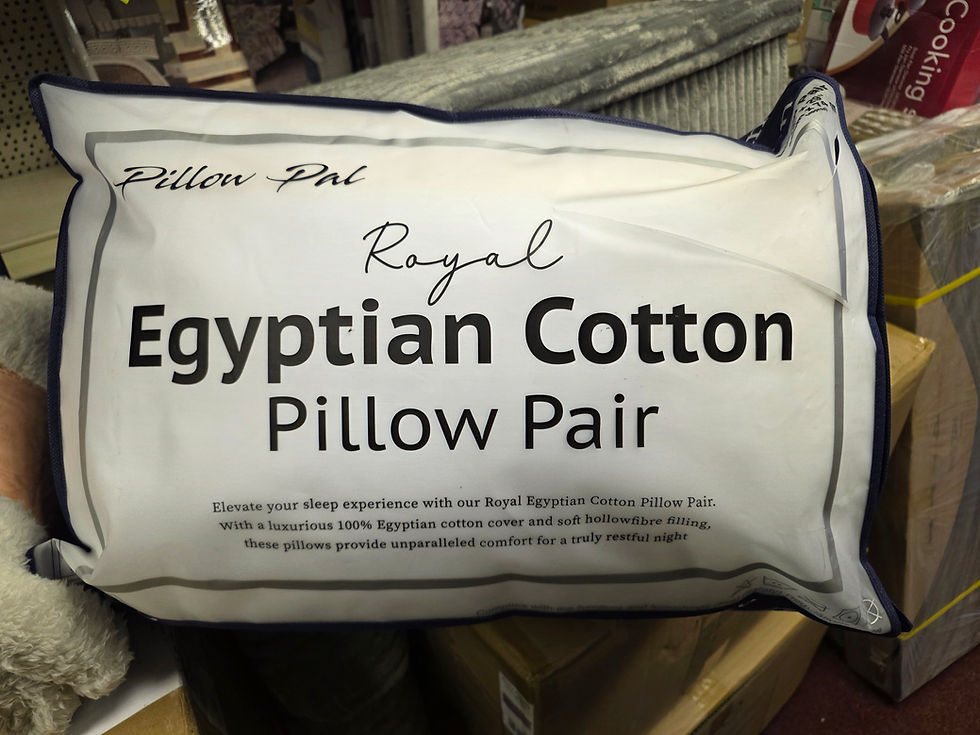 Pillow Pal
Royal
Egyptian Cotton
Pillow Pair
Elevate your sleep experience with our Royal Egyptian Cotton Pillow Pair.
With a luxurious 100% Egyptian cotton cover and soft hollowfibre filling,
these pillows provide unparalleled comfort for a truly restful night
Cooking